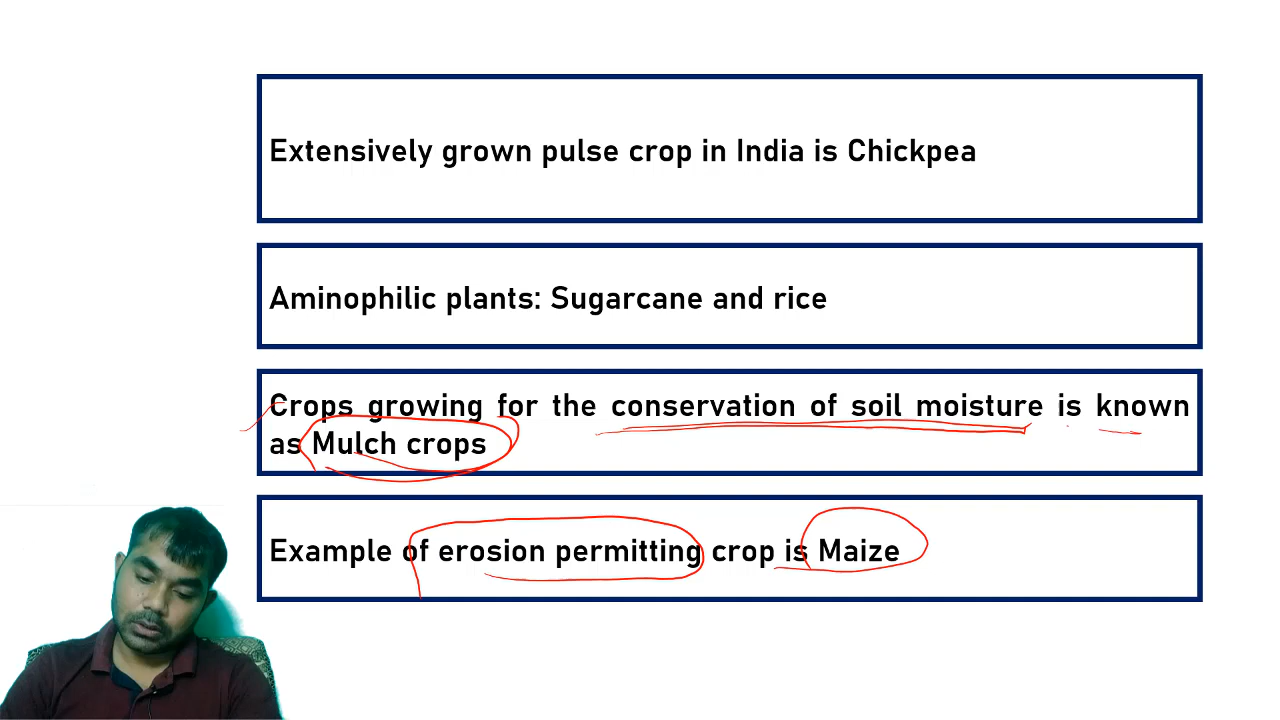 Extensively grown pulse crop in India is Chickpea
Aminophilic plants: Sugarcane and rice
Crops growing for the conservation of soil moisture is known
as Mulch crops
Example of erosion permitting crop is Maize